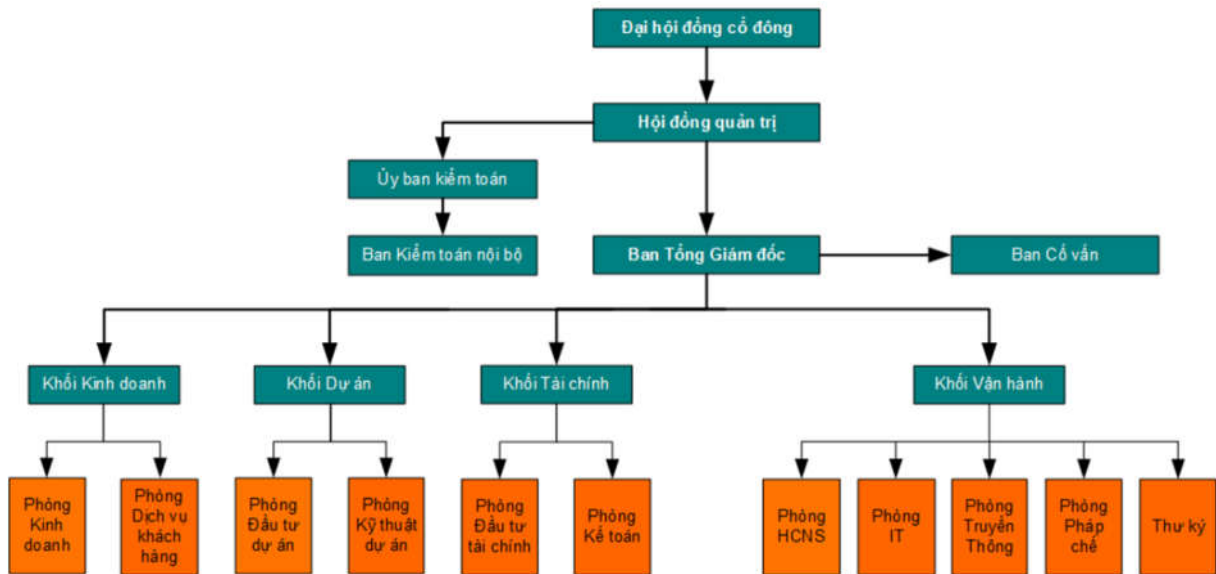 Đại hội đồng cổ đông
Hội đồng quản trị
Ủy ban kiểm toán
Ban Kiểm toán nội bộ
Ban Tổng Giám đốc
Ban Cố vấn
Khối Kinh doanh
Khối Dự án
Khối Tài chính
Khối Vận hành
Phòng
Kinh
doanh
Phòng
Dịch vụ
khách
hàng
Phòng
Đầu tư
dự án
Phòng
Kỹ thuật
dự án
Phòng
Đầu tư
tài chính
Phòng
Kế toán
Phòng
HCNS
Phòng
IT
Phòng
Truyền
Thông
Phòng
Pháp
chế
Thư ký